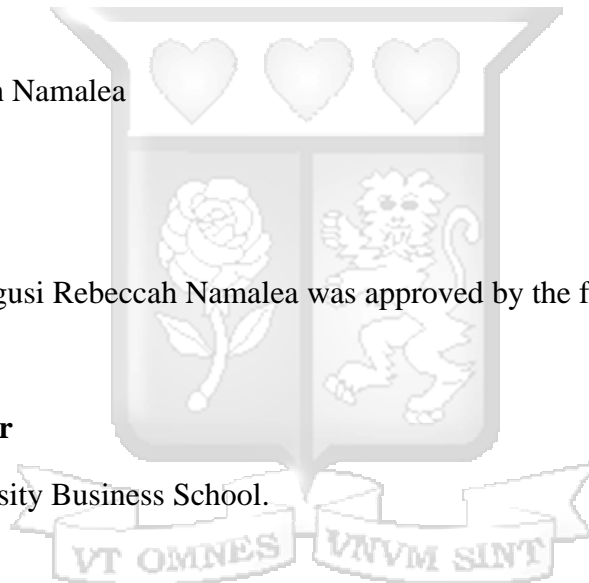 n Namalea
gusi Rebeccah Namalea was approved by the f
r
sity Business School.
VT OMNES VNVM SINT